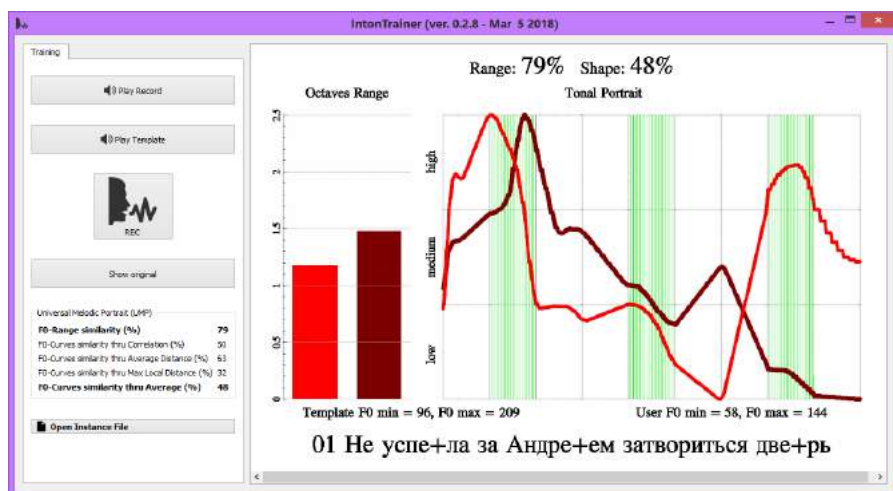 IntonTrainer (ver. 0.2.8 - Mar 5 2018)
Training
Play Record
Play Template
REC
Show original
Universal Melodic Portrait (UMP)
F0-Range similarity (%) 79
F0-Curves similarity thru Correlation (%) 50
F0-Curves similarity thru Average Distance (%) 63
F0-Curves similarity thru Max Local Distance (%) 32
F0-Curves similarity thru Average (%) 48
Open Instance File
Range: 79% Shape: 48%
Octaves Range
Tonal Portrait
2.5
2
1.5
1
0.5
0
high
medium
low
Template F0 min = 96, F0 max = 209
User F0 min = 58, F0 max = 144
01 Не успе+ла за Андре+ем затвориться две+рь